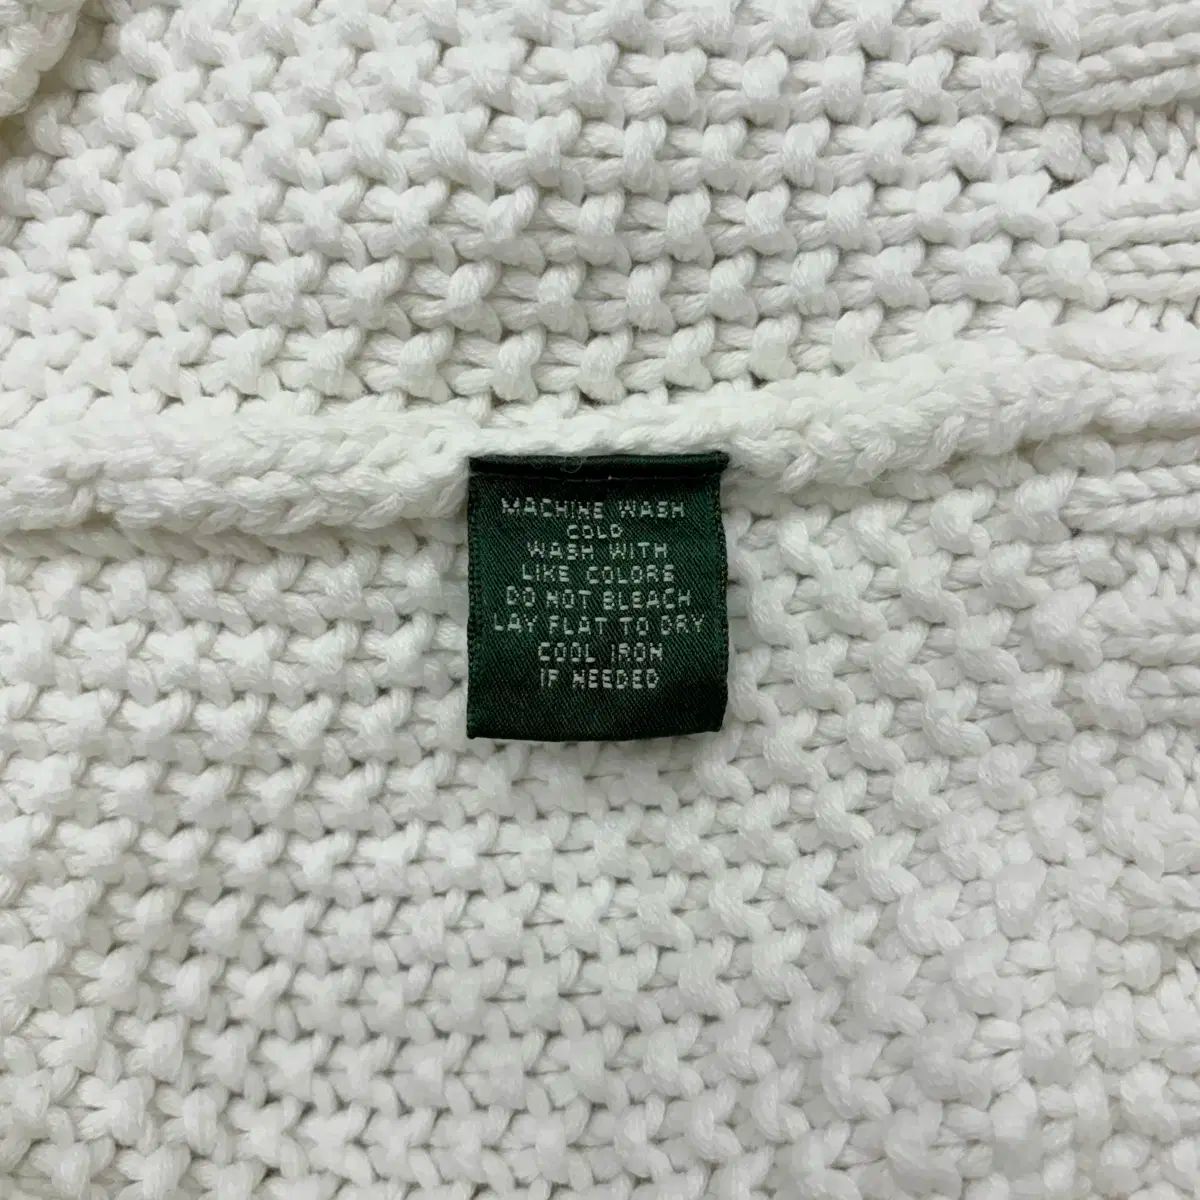 MACHINE WASH
COLD
WASH WITH
LIKE COLORS
DO NOT BLEACH
LAY FLAT TO DRY
COOL IRON
IF NEEDED